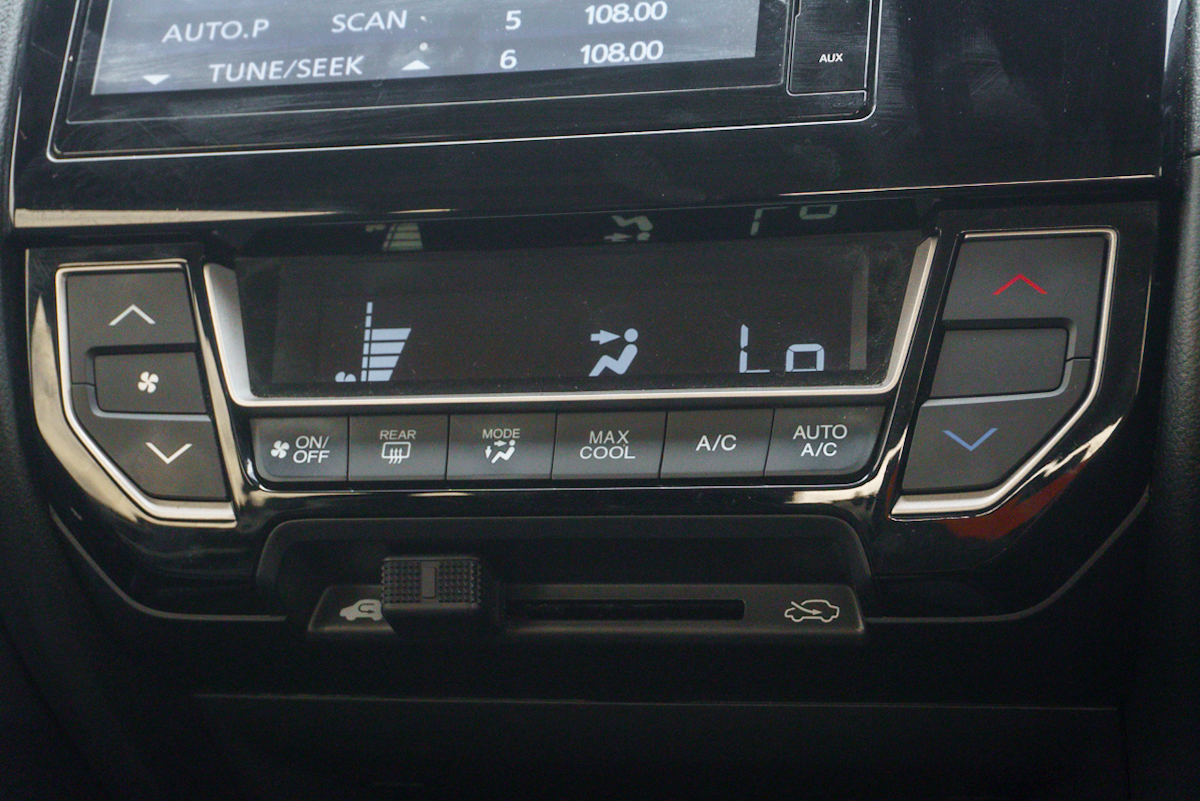 AUTO.P SCAN 5 108.00
TUNE/SEEK 6 108.00
AUX
Lo
ON/
OFF
REAR
MODE
MAX
COOL
A/C
AUTO
A/C